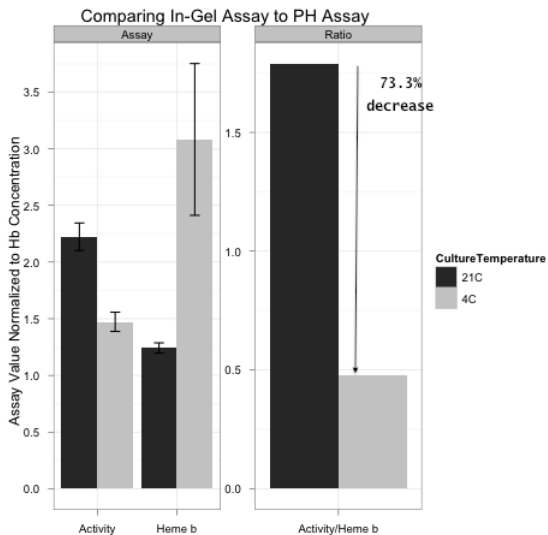 Comparing In-Gel Assay to PH Assay
Assay
Ratio
Assay Value Normalized to Hb Concentration
3.5
3.0
2.5
2.0
1.5
1.0
0.5
0.0
Activity
Heme b
1.5
1.0
0.5
0.0
73.3%
decrease
Activity/Heme b
CultureTemperature
21C
4C